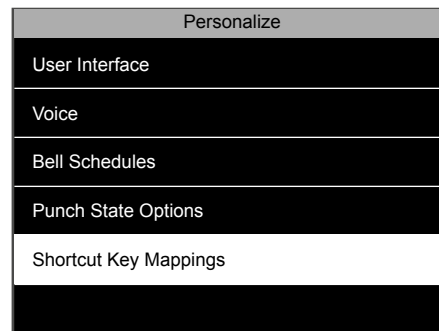 Personalize
User Interface
Voice
Bell Schedules
Punch State Options
Shortcut Key Mappings